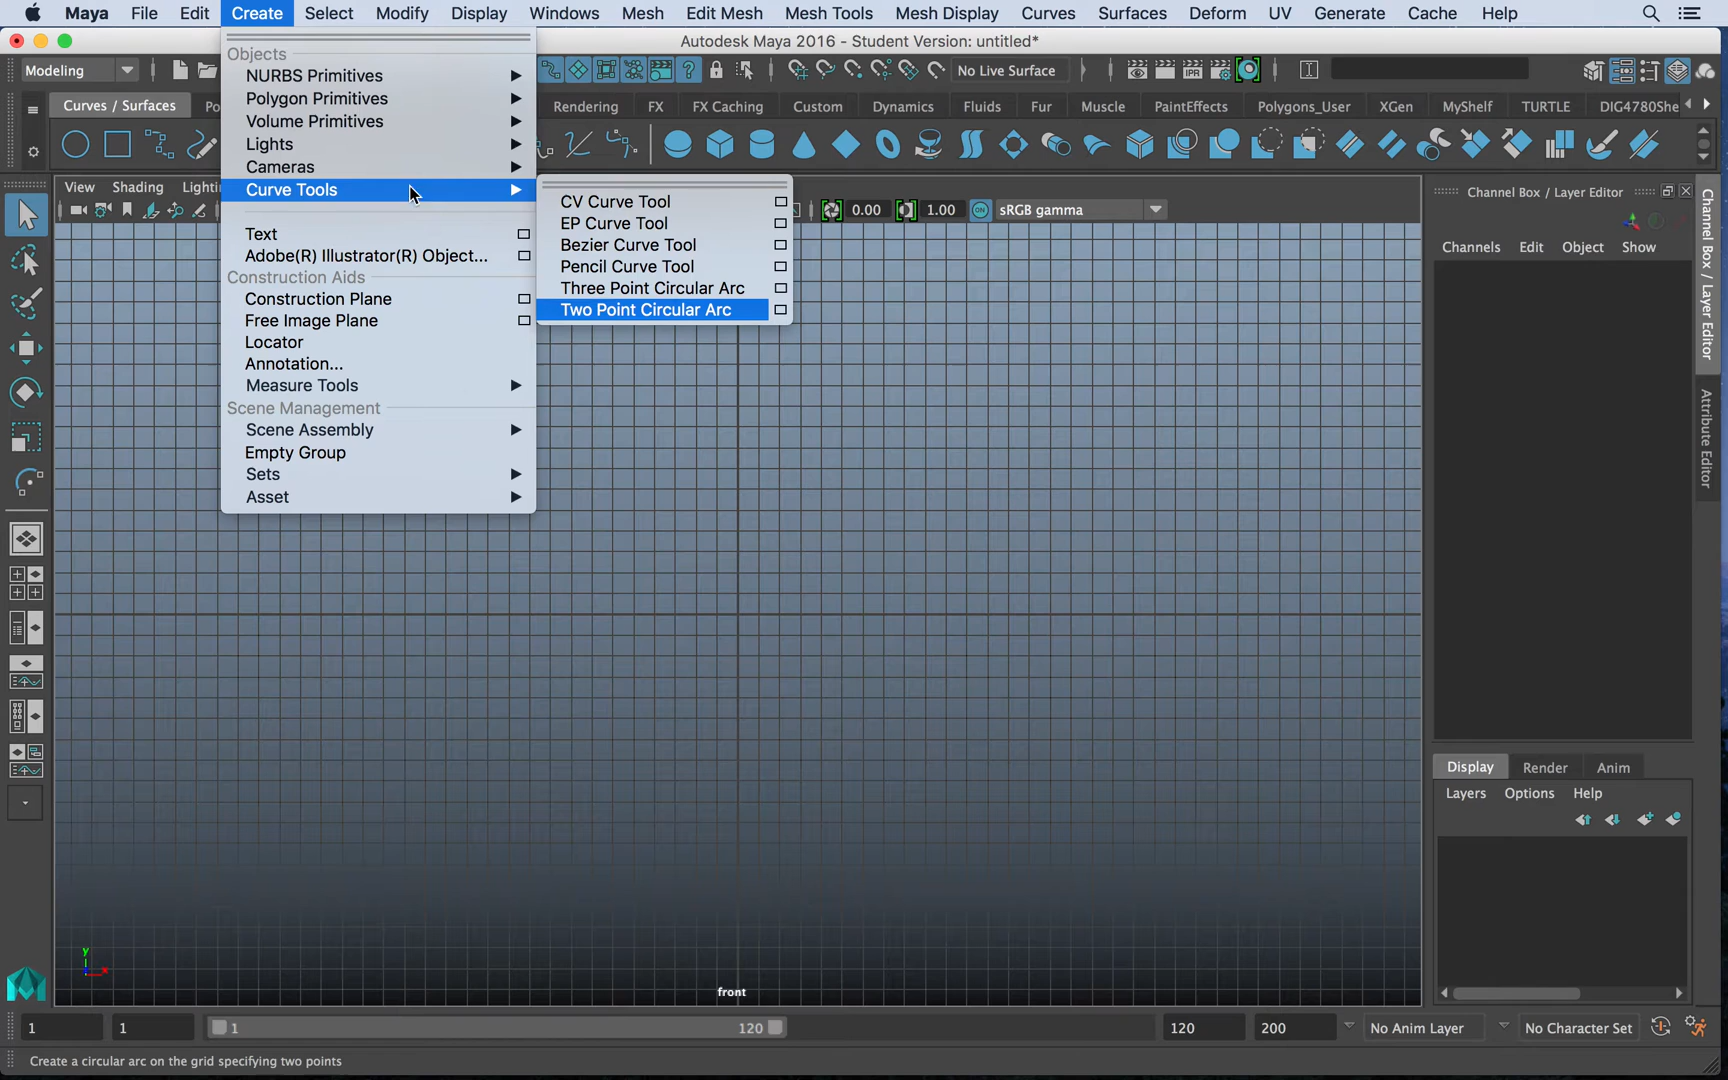 Maya File Edit Create Select Modify Display Windows Mesh Edit Mesh Mesh Tools Mesh Display Curves Surfaces Deform UV Generate Cache Help
Autodesk Maya 2016 - Student Version: untitled*
Modeling
No Live Surface
IPR
Curves / Surfaces
Rendering FX FX Caching Custom Dynamics Fluids Fur Muscle PaintEffects Polygons_User XGen MyShelf TURTLE DIG4780She
View Shading
0.00 1.00 ON sRGB gamma
Objects
NURBS Primitives
Polygon Primitives
Volume Primitives
Lights
Cameras
Curve Tools
Text
Adobe(R) Illustrator(R) Object...
Construction Aids
Construction Plane
Free Image Plane
Locator
Annotation...
Measure Tools
Scene Management
Scene Assembly
Empty Group
Sets
Asset
CV Curve Tool
EP Curve Tool
Bezier Curve Tool
Pencil Curve Tool
Three Point Circular Arc
Two Point Circular Arc
Channel Box / Layer Editor
Channels Edit Object Show
Channel Box / Layer Editor
Attribute Editor
Display Render Anim
Layers Options Help
y
x
front
1 1 1 120 120 200 No Anim Layer No Character Set
Create a circular arc on the grid specifying two points